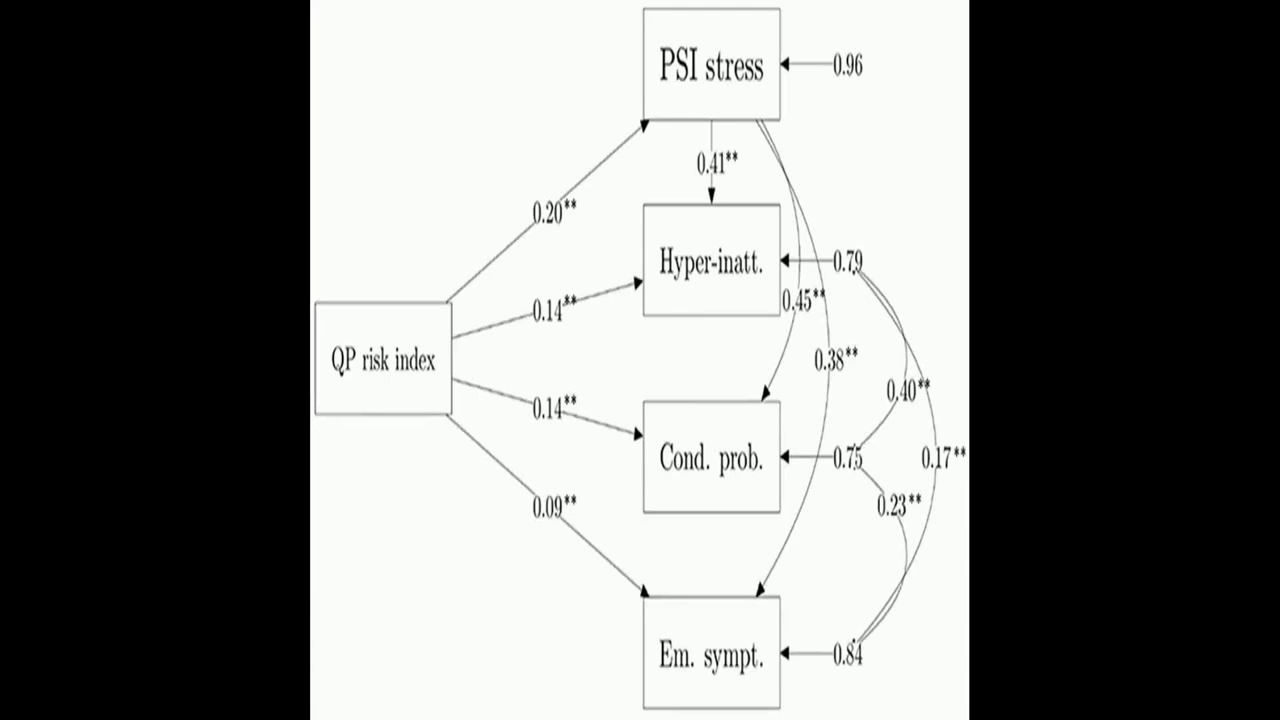 PSI stress
0.96
0.41**
0.20**
Hyper-inatt.
0.79
0.14**
0.45**
QP risk index
0.38**
0.40**
0.14**
Cond. prob.
0.75
0.17**
0.09**
0.23**
Em. sympt.
0.84